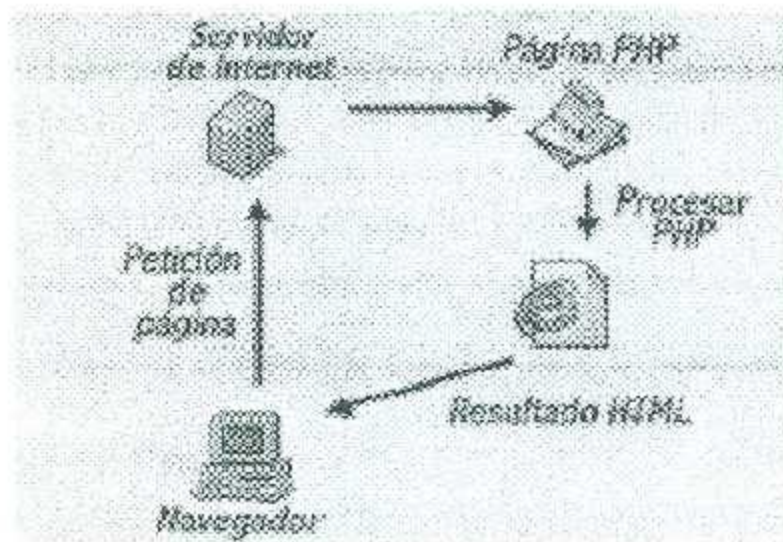 Servidor
de Internet
Página PHP
Procesar
PHP
Petición
de
página
Resultado HTML
Navegador